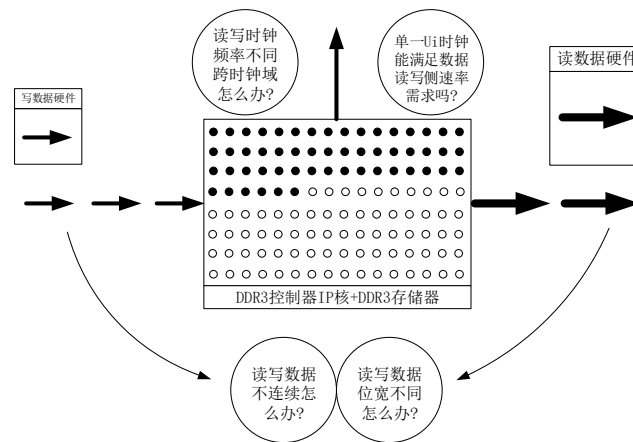 读写时钟
频率不同
跨时钟域
怎么办?
单一Ui时钟
能满足数据
读写侧速率
需求吗?
写数据硬件
读数据硬件
DDR3控制器IP核+DDR3存储器
读写数据
不连续怎
么办?
读写数据
位宽不同
怎么办?